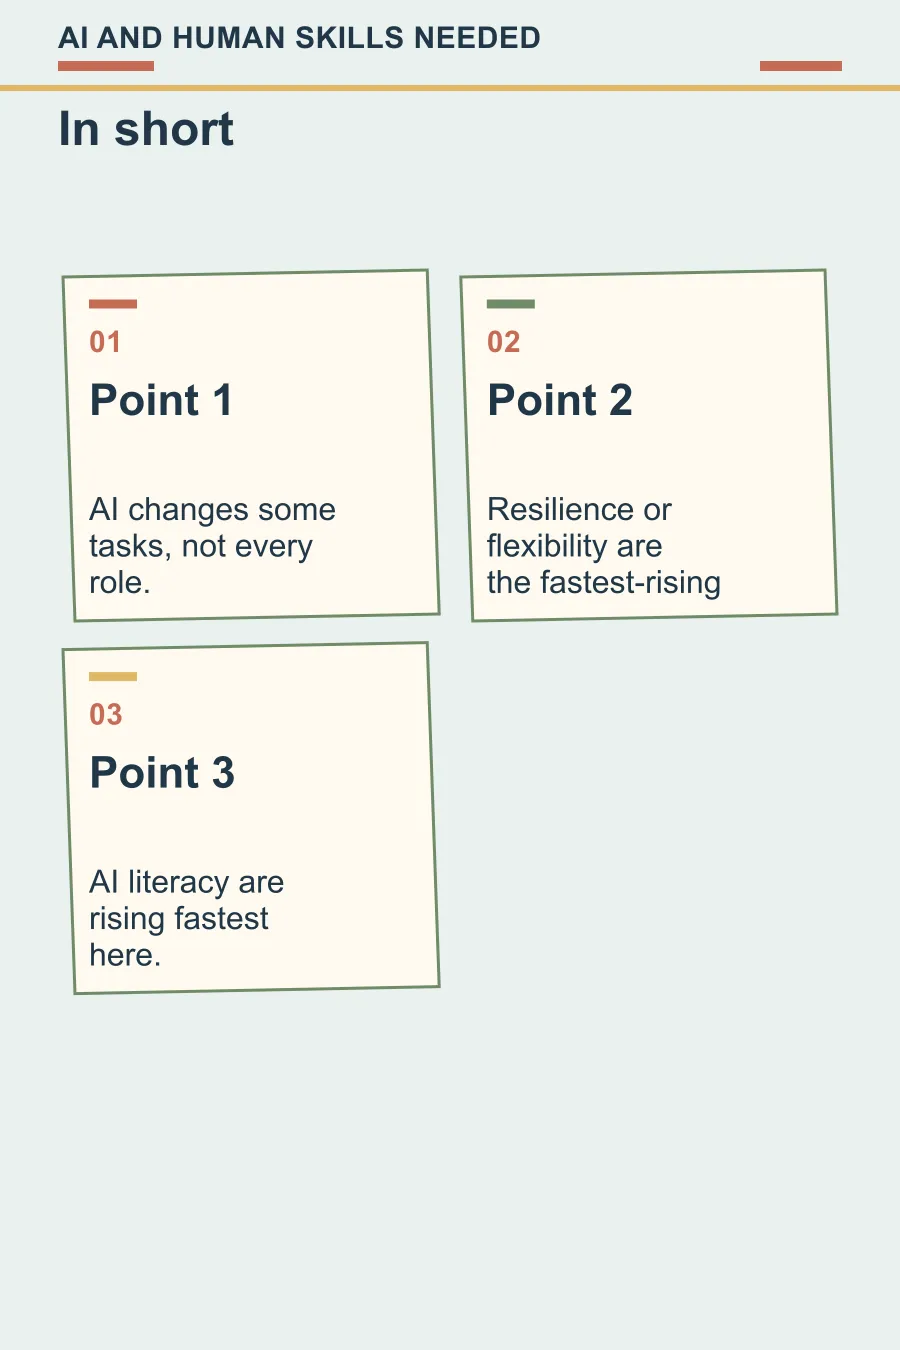 AI AND HUMAN SKILLS NEEDED
In short
01
Point 1
AI changes some
tasks, not every
role.
02
Point 2
Resilience or
flexibility are
the fastest-rising
03
Point 3
AI literacy are
rising fastest
here.